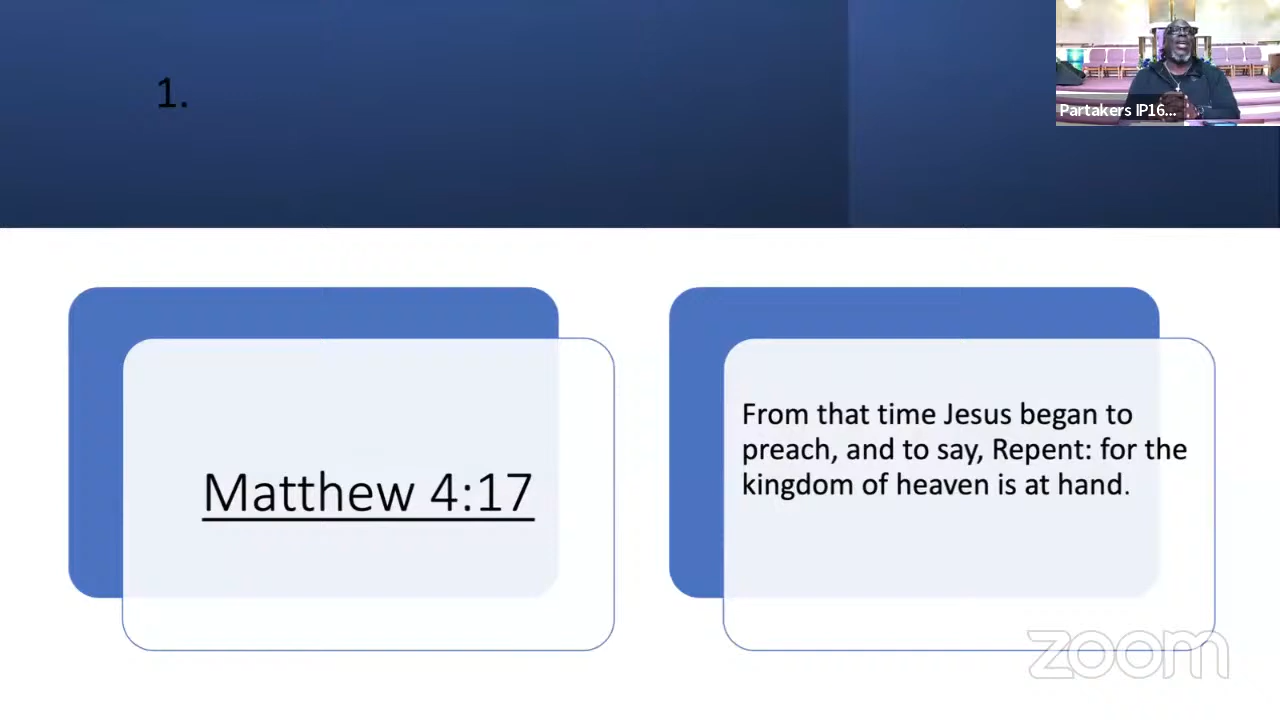 1.
Partakers IP16...
Matthew 4:17
From that time Jesus began to
preach, and to say, Repent: for the
kingdom of heaven is at hand.
zoom